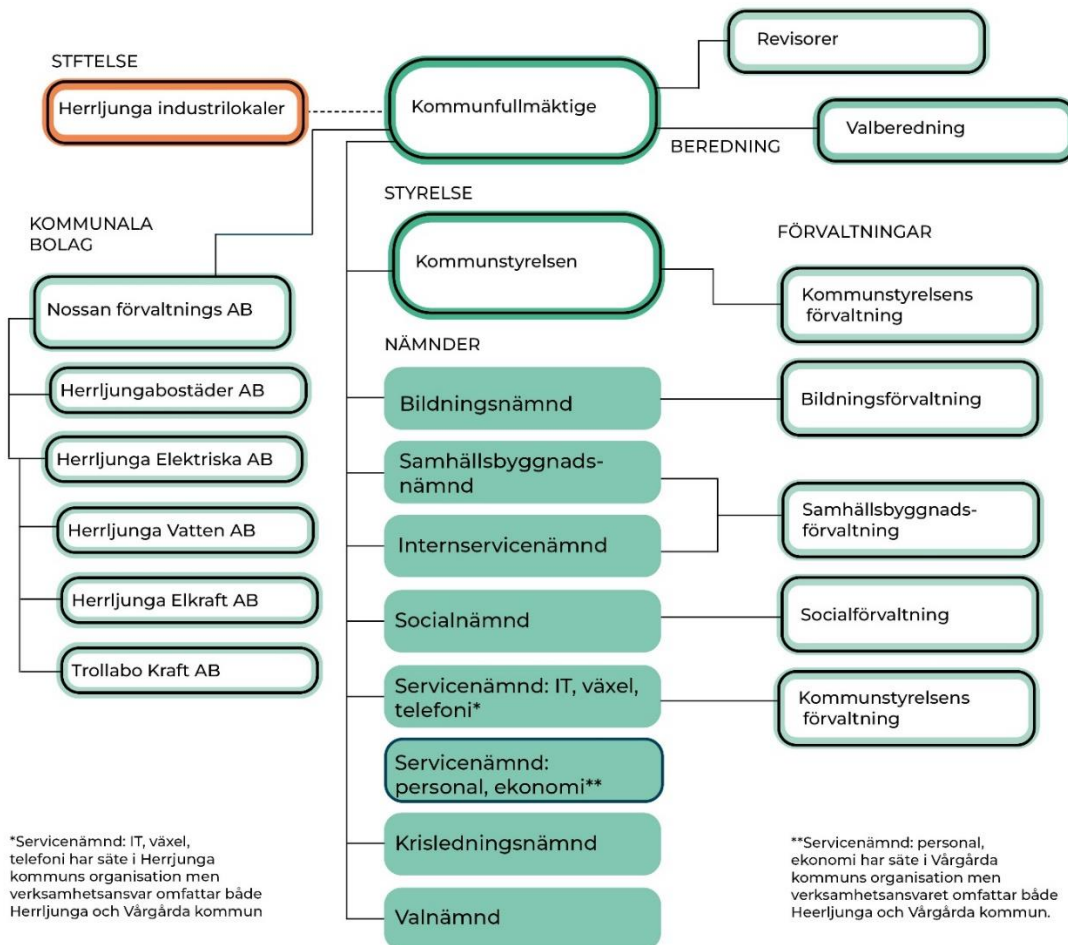 STFTELSE
Herrljunga industrilokaler
Kommunfullmäktige
Revisorer
BEREDNING
Valberedning
KOMMUNALA
BOLAG
Nossan förvaltnings AB
Herrljungabostäder AB
Herrljunga Elektriska AB
Herrljunga Vatten AB
Herrljunga Elkraft AB
Trollabo Kraft AB
STYRELSE
Kommunstyrelsen
NÄMNDER
Bildningsnämnd
Samhällsbyggnads-
nämnd
Internservicenämnd
Socialnämnd
Servicenämnd: IT, växel,
telefoni*
Servicenämnd:
personal, ekonomi**
Krisledningsnämnd
Valnämnd
FÖRVALTNINGAR
Kommunstyrelsens
förvaltning
Bildningsförvaltning
Samhällsbyggnads-
förvaltning
Socialförvaltning
Kommunstyrelsens
förvaltning
*Servicenämnd: IT, växel,
telefoni har säte i Herrjunga
kommuns organisation men
verksamhetsansvar omfattar både
Herrljunga och Vårgårda kommun
**Servicenämnd: personal,
ekonomi har säte i Vårgårda
kommuns organisation men
verksamhetsansvaret omfattar både
Heerljunga och Vårgårda kommun.